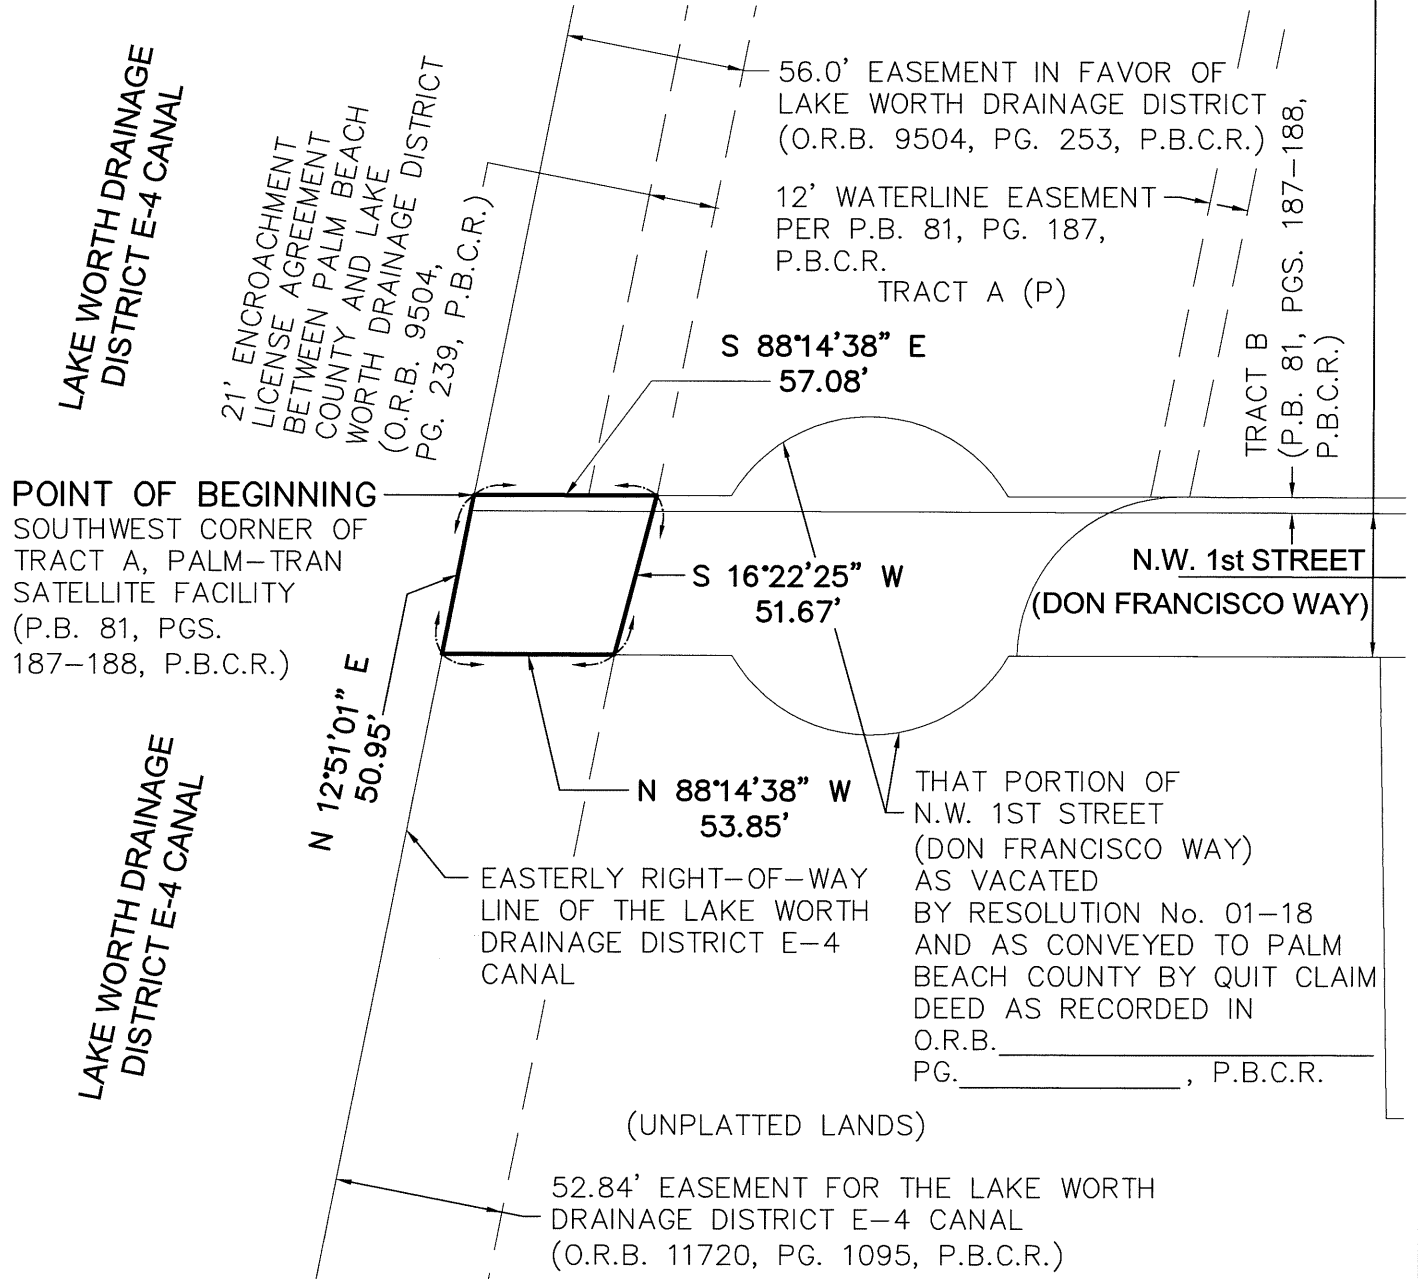 LAKE WORTH DRAINAGE
DISTRICT E-4 CANAL
21' ENCROACHMENT
LICENSE AGREEMENT
BETWEEN PALM BEACH
COUNTY AND LAKE
WORTH DRAINAGE DISTRICT
(O.R.B. 9504,
PG. 239, P.B.C.R.)
56.0' EASEMENT IN FAVOR OF
LAKE WORTH DRAINAGE DISTRICT
(O.R.B. 9504, PG. 253, P.B.C.R.)
12' WATERLINE EASEMENT
PER P.B. 81, PG. 187,
P.B.C.R.
TRACT A (P)
TRACT B
(P.B. 81, PGS. 187-188,
P.B.C.R.)
S 88°14'38" E
57.08'
POINT OF BEGINNING
SOUTHWEST CORNER OF
TRACT A, PALM-TRAN
SATELLITE FACILITY
(P.B. 81, PGS.
187-188, P.B.C.R.)
S 16°22'25" W
51.67'
N.W. 1st STREET
(DON FRANCISCO WAY)
N 12°51'01" E
50.95'
N 88°14'38" W
53.85'
LAKE WORTH DRAINAGE
DISTRICT E-4 CANAL
EASTERLY RIGHT-OF-WAY
LINE OF THE LAKE WORTH
DRAINAGE DISTRICT E-4
CANAL
THAT PORTION OF
N.W. 1ST STREET
(DON FRANCISCO WAY)
AS VACATED
BY RESOLUTION No. 01-18
AND AS CONVEYED TO PALM
BEACH COUNTY BY QUIT CLAIM
DEED AS RECORDED IN
O.R.B.____________________
PG.____________, P.B.C.R.
(UNPLATTED LANDS)
52.84' EASEMENT FOR THE LAKE WORTH
DRAINAGE DISTRICT E-4 CANAL
(O.R.B. 11720, PG. 1095, P.B.C.R.)